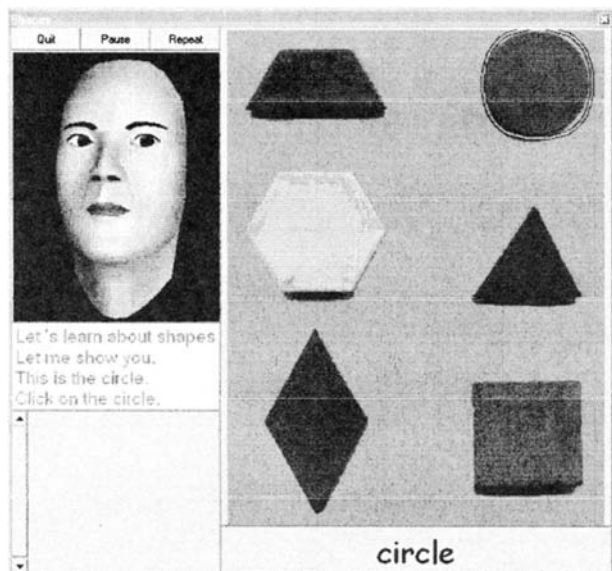 Shapes
Quit Pause Repeat
Let's learn about shapes
Let me show you.
This is the circle.
Click on the circle.
circle